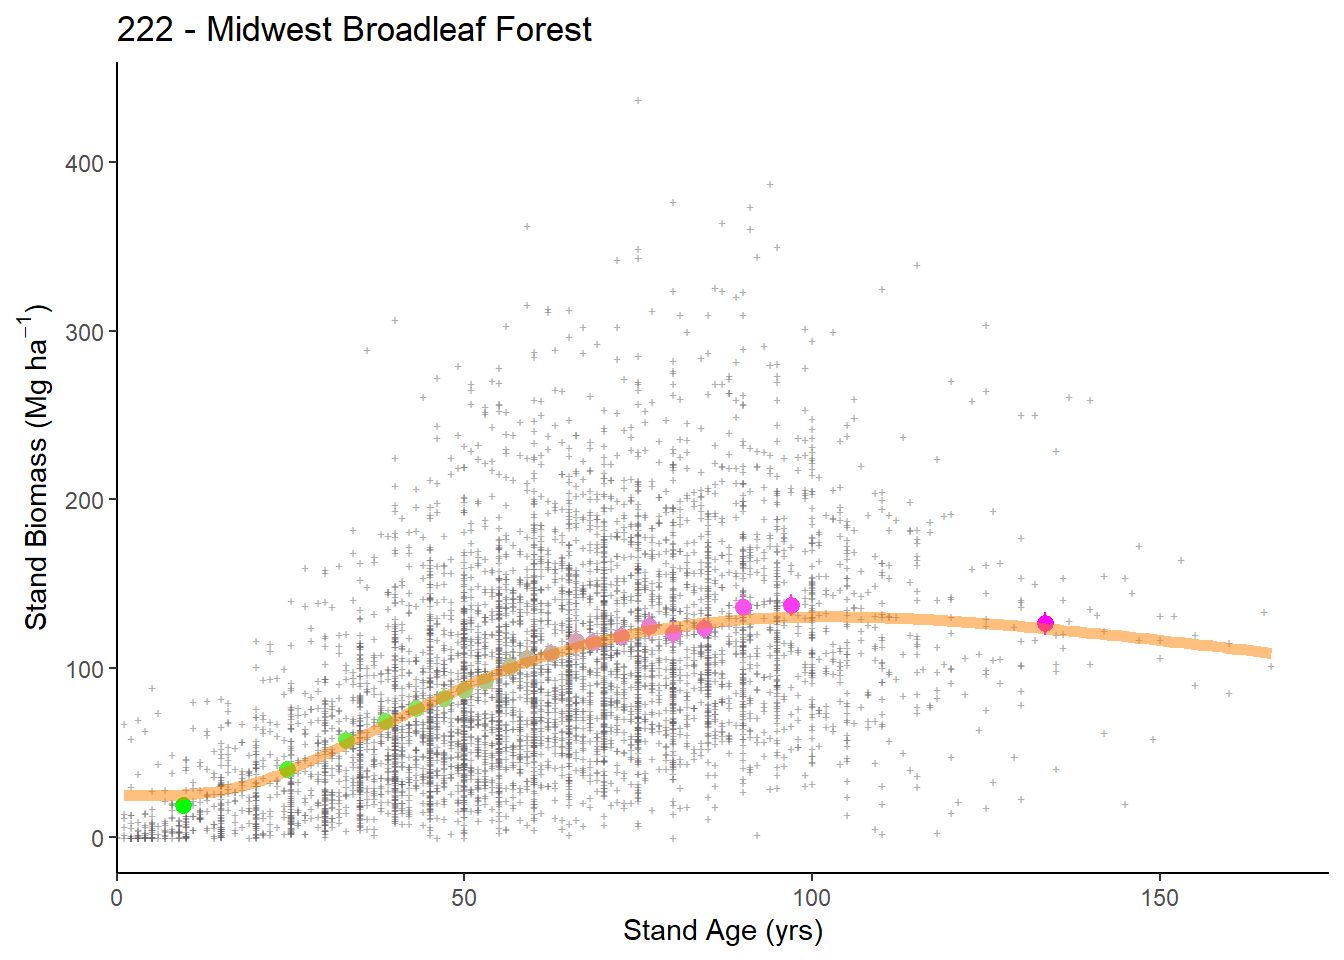 222 - Midwest Broadleaf Forest
Stand Biomass (Mg ha⁻¹)
400
300
200
100
0
0 50 100 150
Stand Age (yrs)